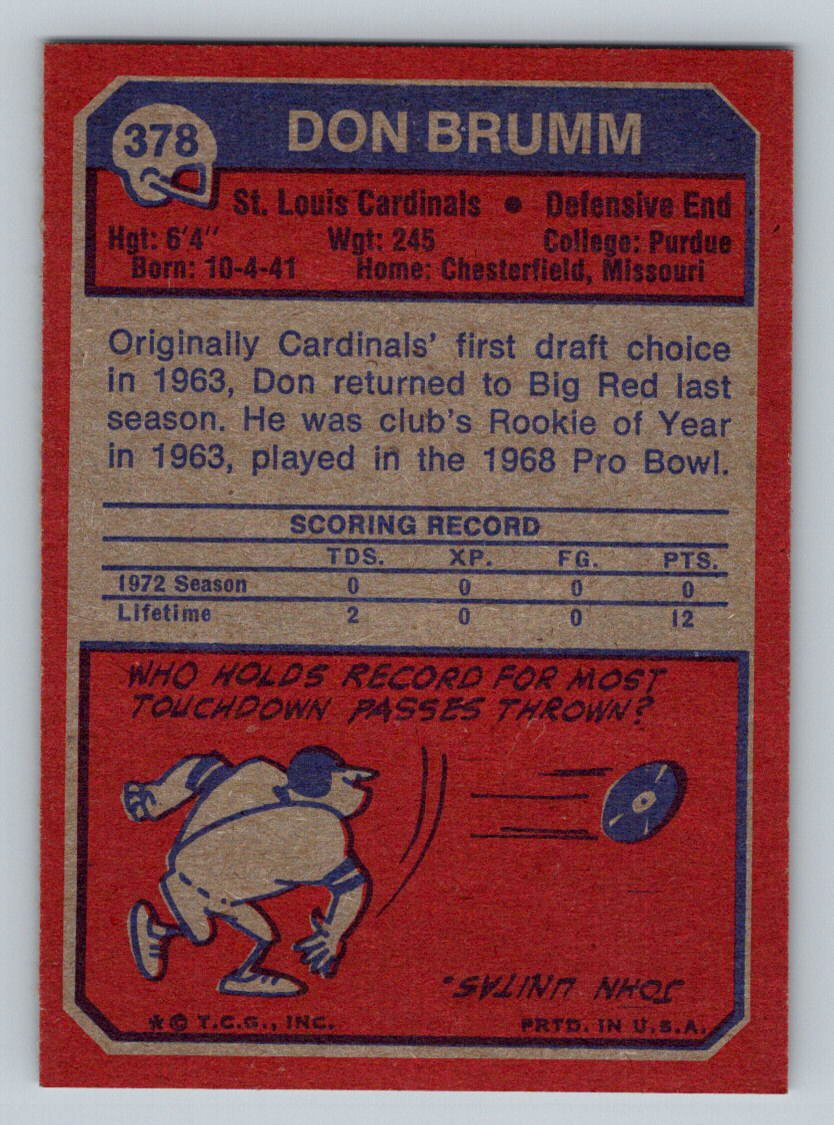 378
DON BRUMM
St. Louis Cardinals • Defensive End
Hgt: 6'4" Wgt: 245 College: Purdue
Born: 10-4-41 Home: Chesterfield, Missouri
Originally Cardinals' first draft choice
in 1963, Don returned to Big Red last
season. He was club's Rookie of Year
in 1963, played in the 1968 Pro Bowl.
SCORING RECORD
TDS. XP. FG. PTS.
1972 Season 0 0 0 0
Lifetime 2 0 0 12
WHO HOLDS RECORD FOR MOST
TOUCHDOWN PASSES THROWN?
JOHN UNITAS.
* © T.C.G., INC. PRTD. IN U.S.A.